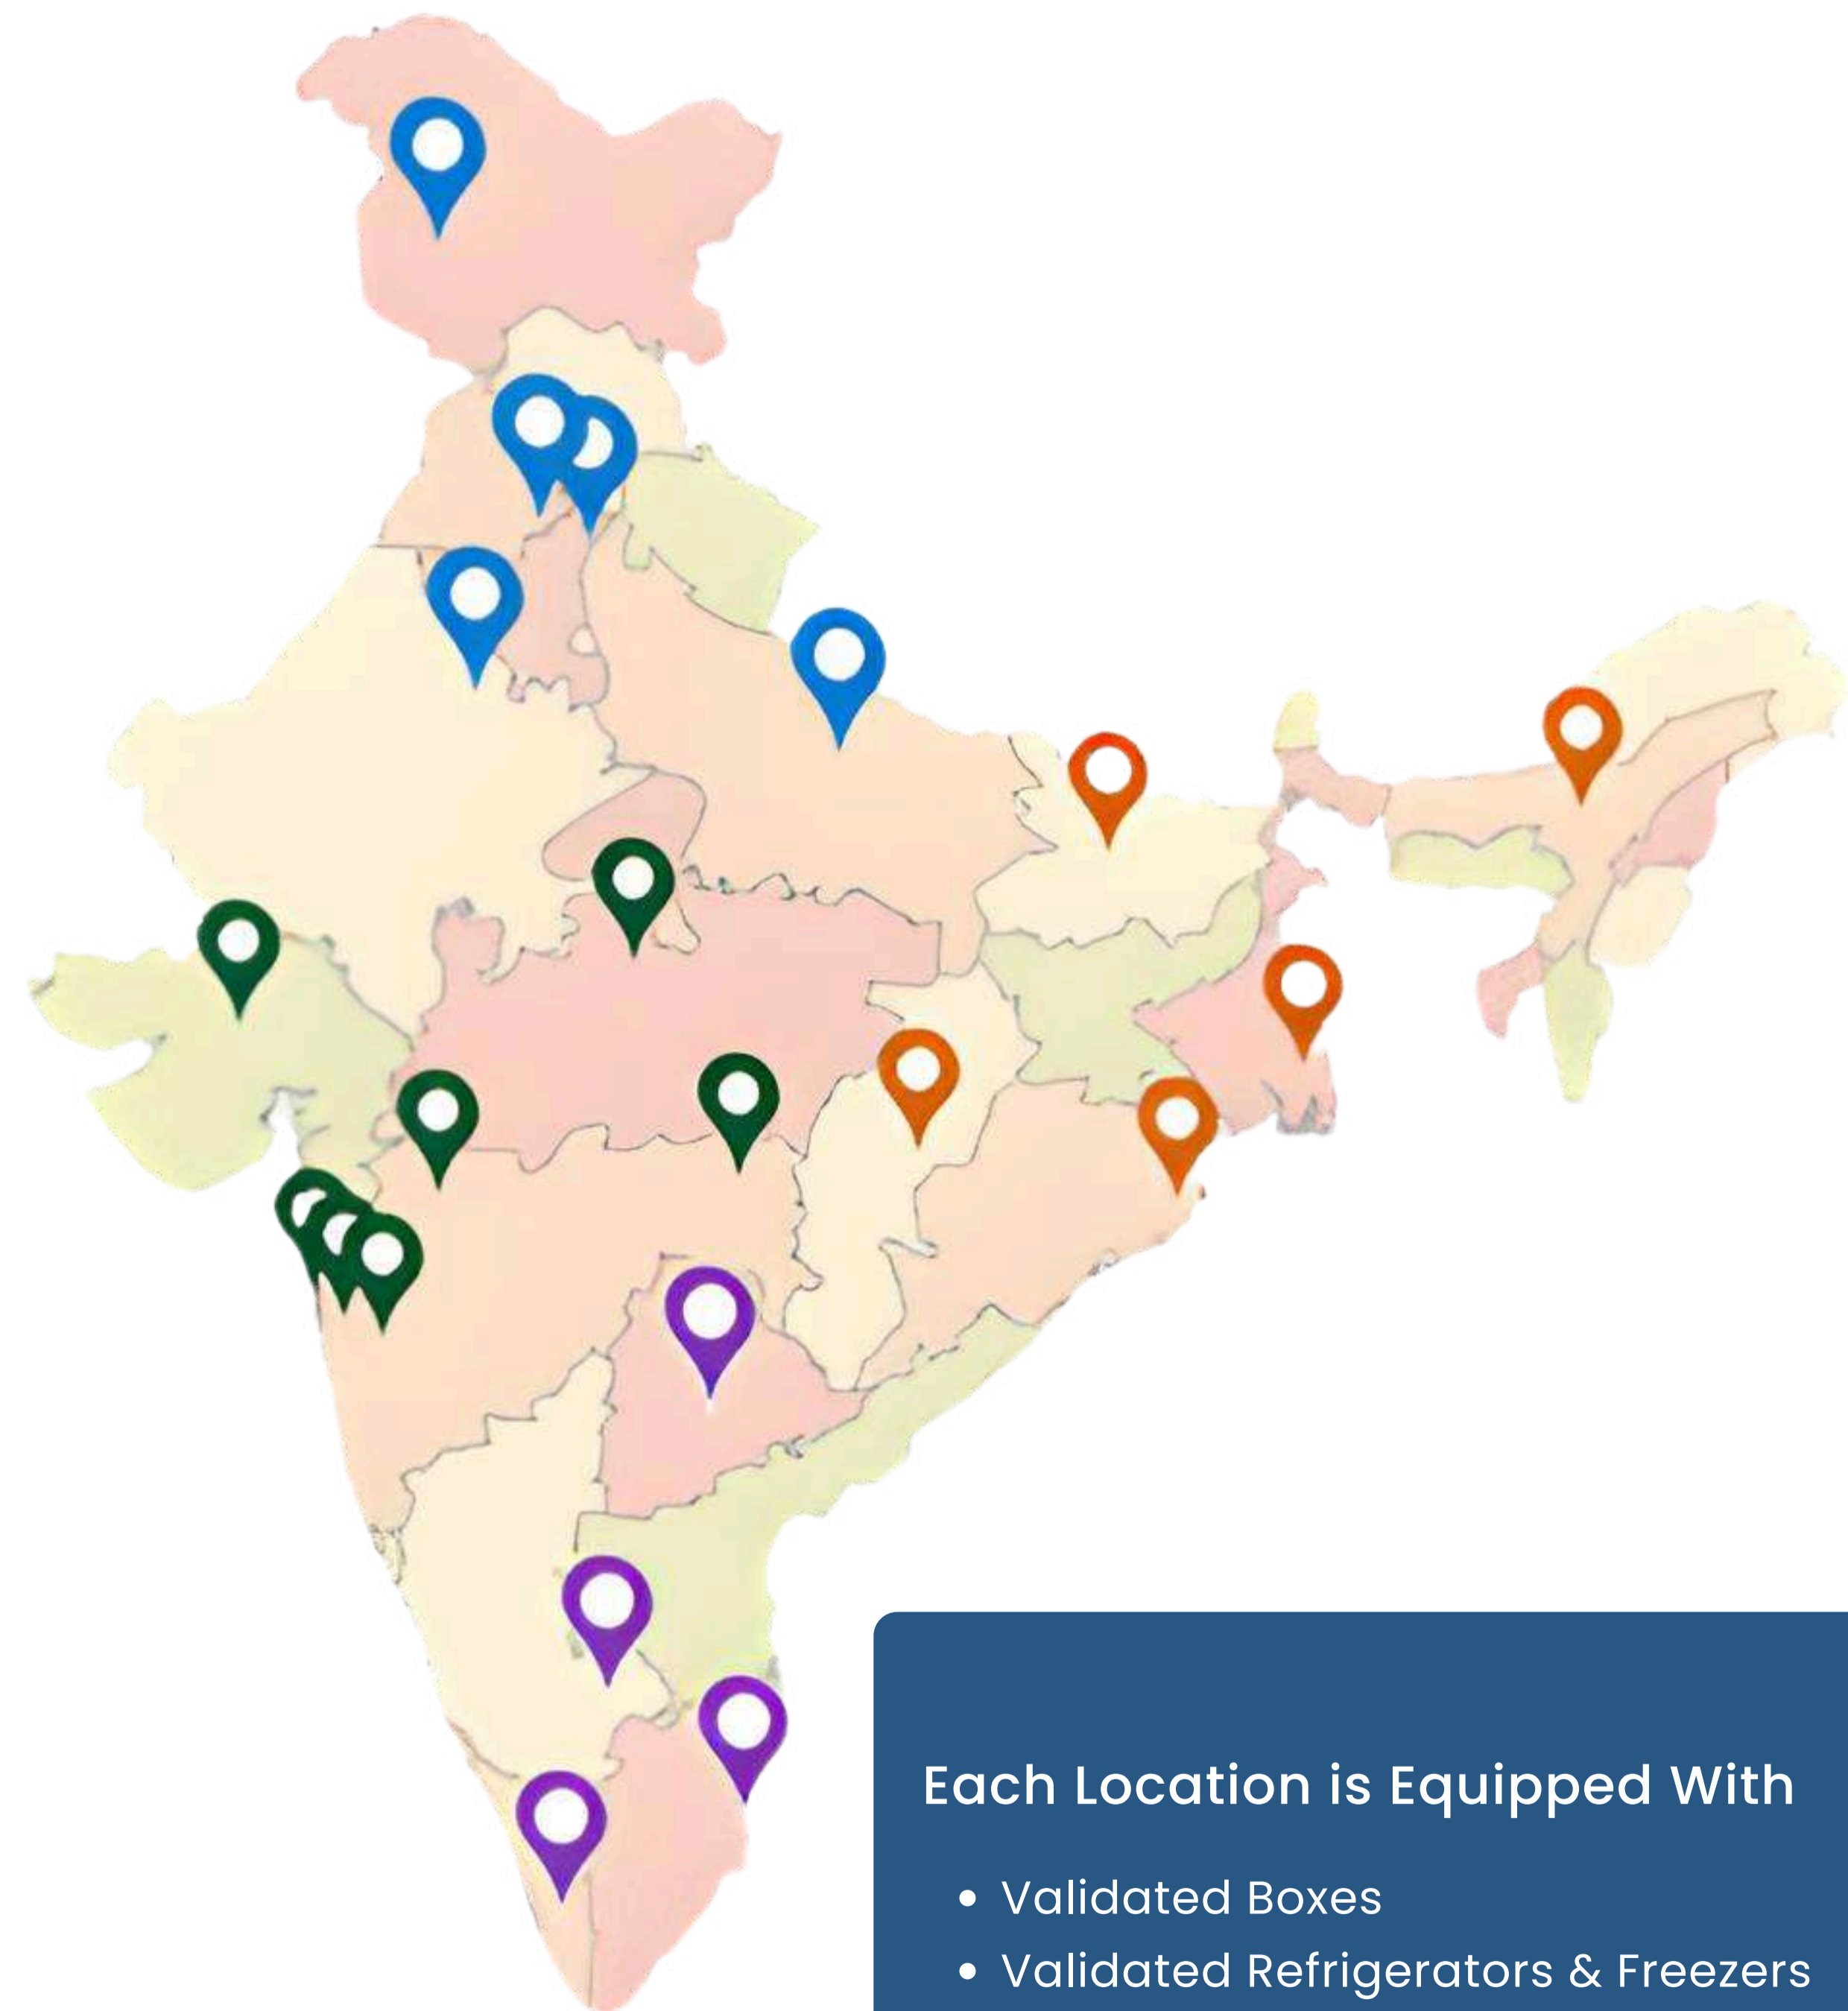 Each Location is Equipped With
• Validated Boxes
• Validated Refrigerators & Freezers